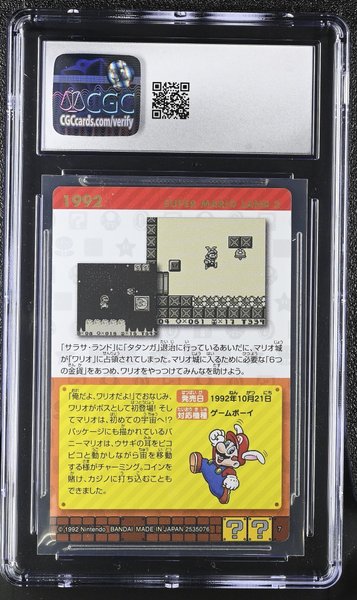 CGC
CGCcards.com/verify
1992
SUPER MARIO LAND 2
「サラサ・ランド」に「タタンガ」退治に行っているあいだに、マリオ城
が「ワリオ」に占領されてしまった。マリオ城に入るために必要な「6つ
の金貨」をあつめ、ワリオをやっつけてみんなを助けよう。
「俺だよ、ワリオだよ!」でおなじみ、
ワリオがボスとして初登場! そし
てマリオは、初めての宇宙へ!?
パッケージにも描かれている
バニーマリオは、ウサギの耳をピコ
ピコと動かしながら宙を移動
する様がチャーミング。コインを
賭け、カジノに打ち込むことも
できました。
発売日 1992年10月21日
対応機種 ゲームボーイ
©1992 Nintendo BANDAI MADE IN JAPAN 2535076
7